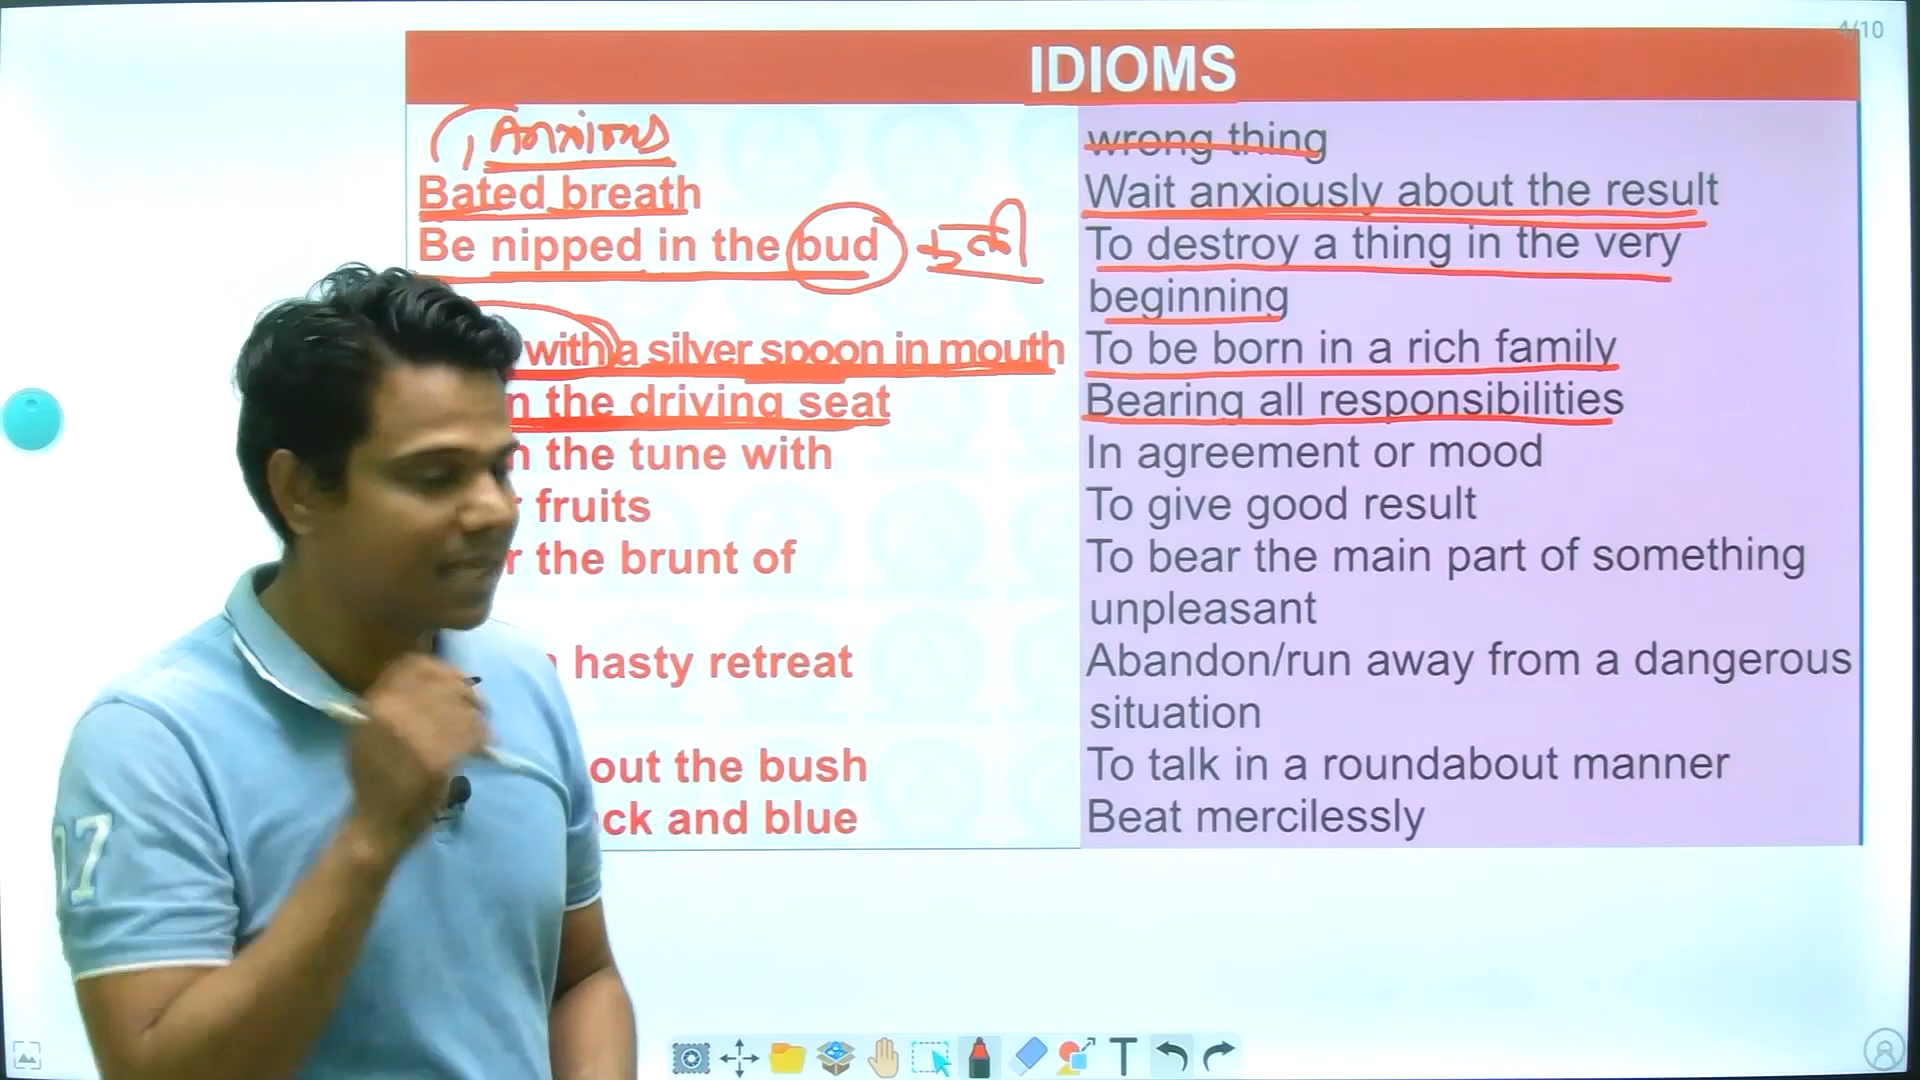 4/10
IDIOMS
Anxious
wrong thing
Bated breath
Wait anxiously about the result
Be nipped in the bud
To destroy a thing in the very
beginning
with a silver spoon in mouth
To be born in a rich family
n the driving seat
Bearing all responsibilities
n the tune with
In agreement or mood
fruits
To give good result
r the brunt of
To bear the main part of something
unpleasant
hasty retreat
Abandon/run away from a dangerous
situation
out the bush
To talk in a roundabout manner
ck and blue
Beat mercilessly
07
T